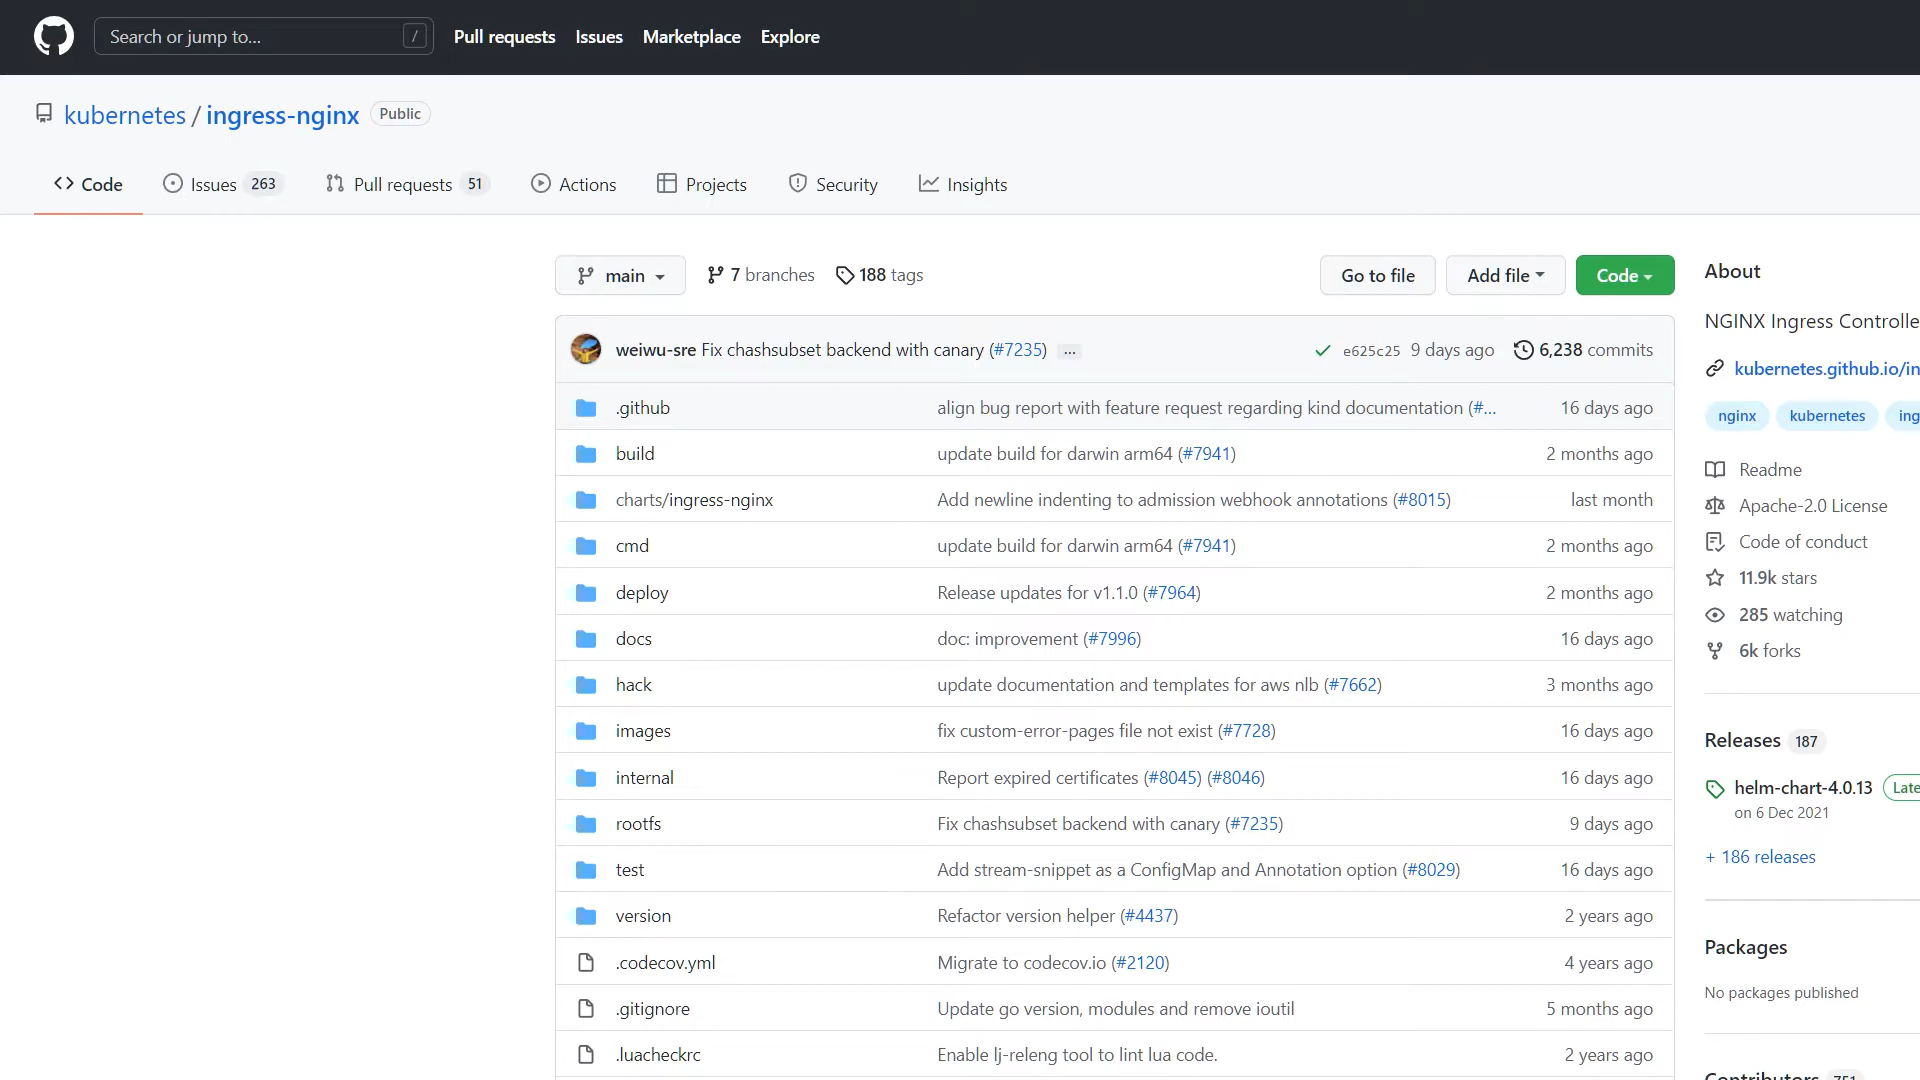 Search or jump to... /
Pull requests Issues Marketplace Explore
kubernetes / ingress-nginx Public
Code Issues 263 Pull requests 51 Actions Projects Security Insights
main 7 branches 188 tags Go to file Add file Code
weiwu-sre Fix chashsubset backend with canary (#7235) ... e625c25 9 days ago 6,238 commits
.github align bug report with feature request regarding kind documentation (#... 16 days ago
build update build for darwin arm64 (#7941) 2 months ago
charts/ingress-nginx Add newline indenting to admission webhook annotations (#8015) last month
cmd update build for darwin arm64 (#7941) 2 months ago
deploy Release updates for v1.1.0 (#7964) 2 months ago
docs doc: improvement (#7996) 16 days ago
hack update documentation and templates for aws nlb (#7662) 3 months ago
images fix custom-error-pages file not exist (#7728) 16 days ago
internal Report expired certificates (#8045) (#8046) 16 days ago
rootfs Fix chashsubset backend with canary (#7235) 9 days ago
test Add stream-snippet as a ConfigMap and Annotation option (#8029) 16 days ago
version Refactor version helper (#4437) 2 years ago
.codecov.yml Migrate to codecov.io (#2120) 4 years ago
.gitignore Update go version, modules and remove ioutil 5 months ago
.luacheckrc Enable lj-releng tool to lint lua code. 2 years ago
About
NGINX Ingress Controlle
kubernetes.github.io/in
nginx kubernetes ing
Readme
Apache-2.0 License
Code of conduct
11.9k stars
285 watching
6k forks
Releases 187
helm-chart-4.0.13 Late
on 6 Dec 2021
+ 186 releases
Packages
No packages published
Contributors 751